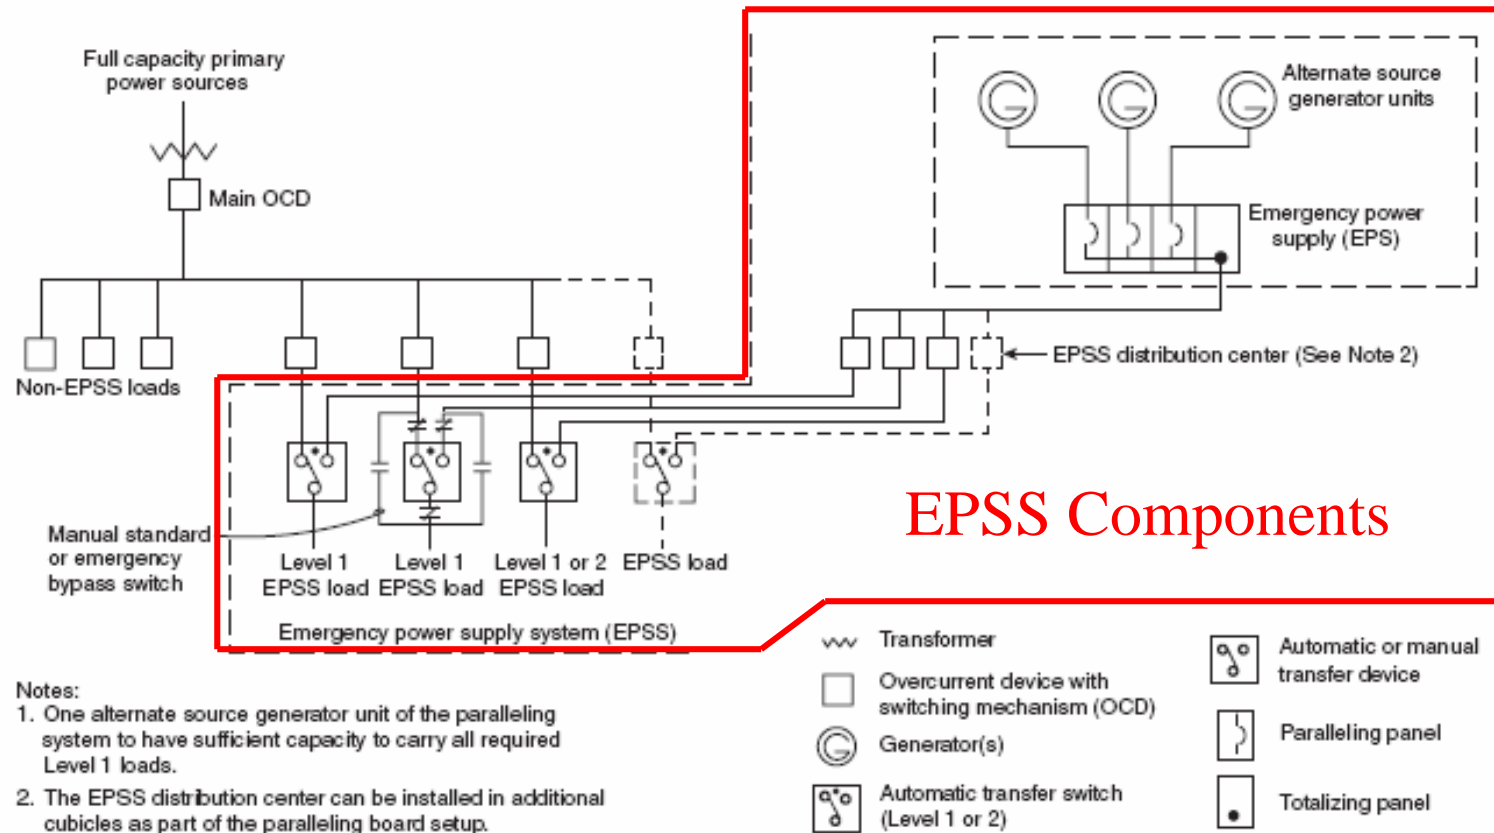 Full capacity primary
power sources
Main OCD
Non-EPSS loads
Alternate source
generator units
Emergency power
supply (EPS)
EPSS distribution center (See Note 2)
Manual standard
or emergency
bypass switch
Level 1
EPSS load
Level 1
EPSS load
Level 1 or 2
EPSS load
EPSS load
Emergency power supply system (EPSS)
EPSS Components
Notes:
1. One alternate source generator unit of the paralleling
system to have sufficient capacity to carry all required
Level 1 loads.
2. The EPSS distribution center can be installed in additional
cubicles as part of the paralleling board setup.
Transformer
Overcurrent device with
switching mechanism (OCD)
Generator(s)
Automatic transfer switch
(Level 1 or 2)
Automatic or manual
transfer device
Paralleling panel
Totalizing panel